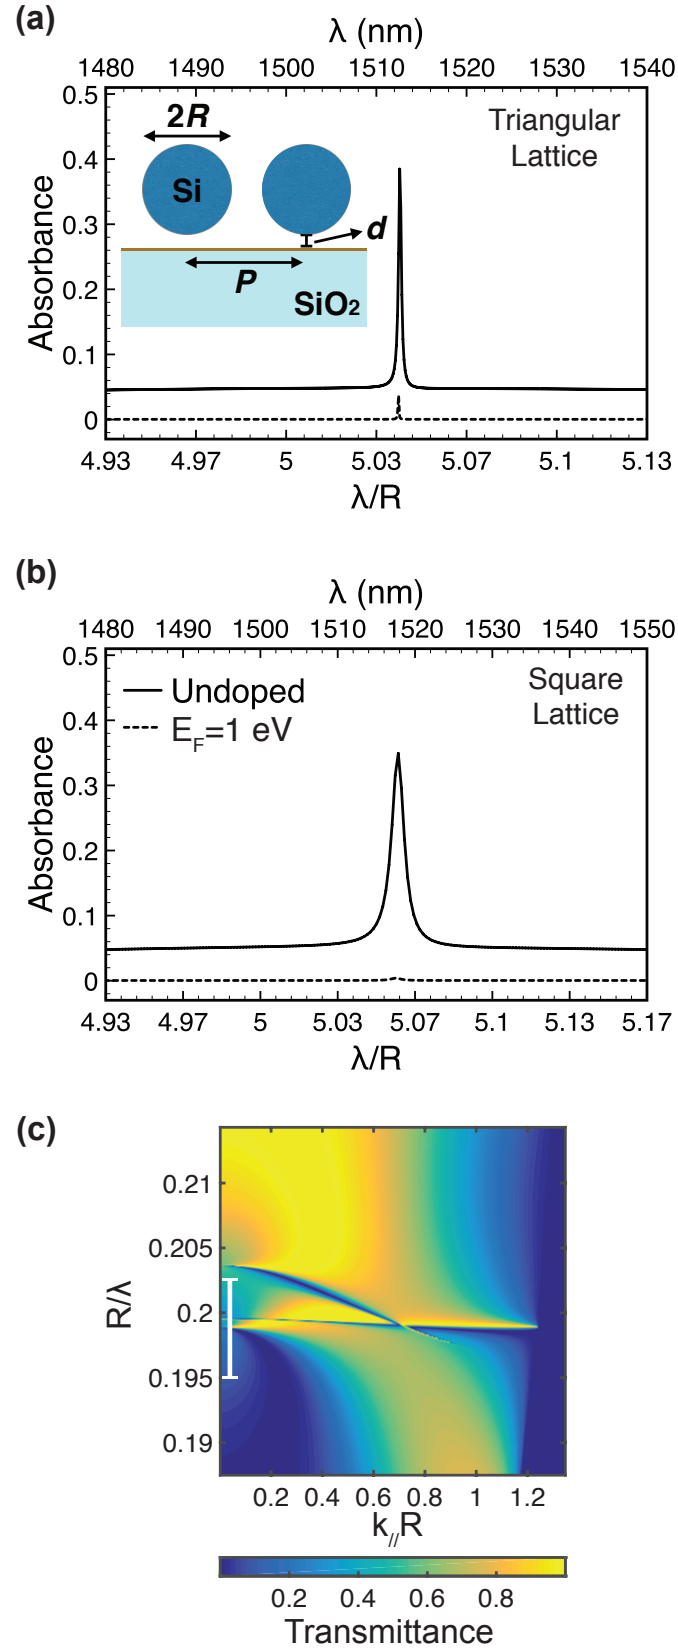 (a)
λ (nm)
1480 1490 1500 1510 1520 1530 1540
0.5
0.4
0.3
0.2
0.1
0
Absorbance
Triangular
Lattice
2R
Si
d
P
SiO₂
4.93 4.97 5 5.03 5.07 5.1 5.13
λ/R
(b)
λ (nm)
1480 1490 1500 1510 1520 1530 1540 1550
0.5
0.4
0.3
0.2
0.1
0
Absorbance
Undoped
E_F=1 eV
Square
Lattice
4.93 4.97 5 5.03 5.07 5.1 5.13 5.17
λ/R
(c)
0.21
0.205
0.2
0.195
0.19
R/λ
0.2 0.4 0.6 0.8 1 1.2
k_//R
0.2 0.4 0.6 0.8
Transmittance